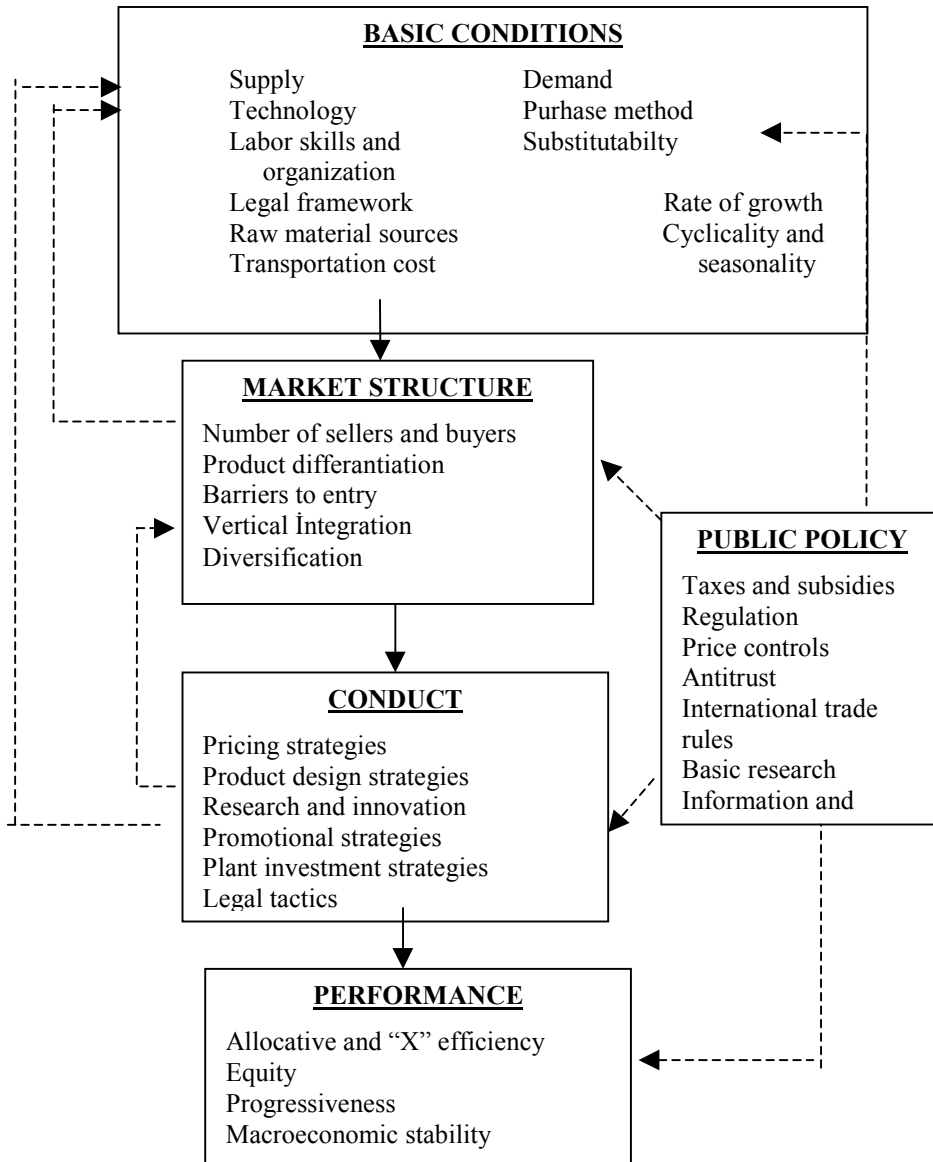 BASIC CONDITIONS
Supply
Technology
Labor skills and
organization
Legal framework
Raw material sources
Transportation cost
Demand
Purhase method
Substitutabilty
Rate of growth
Cyclicality and
seasonality
MARKET STRUCTURE
Number of sellers and buyers
Product differantiation
Barriers to entry
Vertical İntegration
Diversification
PUBLIC POLICY
Taxes and subsidies
Regulation
Price controls
Antitrust
International trade
rules
Basic research
Information and
CONDUCT
Pricing strategies
Product design strategies
Research and innovation
Promotional strategies
Plant investment strategies
Legal tactics
PERFORMANCE
Allocative and “X” efficiency
Equity
Progressiveness
Macroeconomic stability